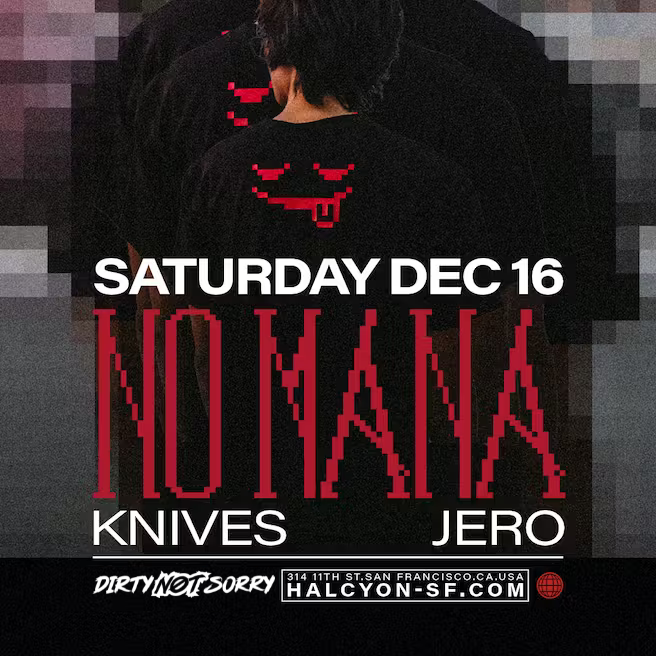 SATURDAY DEC 16
NO MANA
KNIVES JERO
DIRTY NOT SORRY
314 11TH ST.SAN FRANCISCO.CA.USA
HALCYON-SF.COM